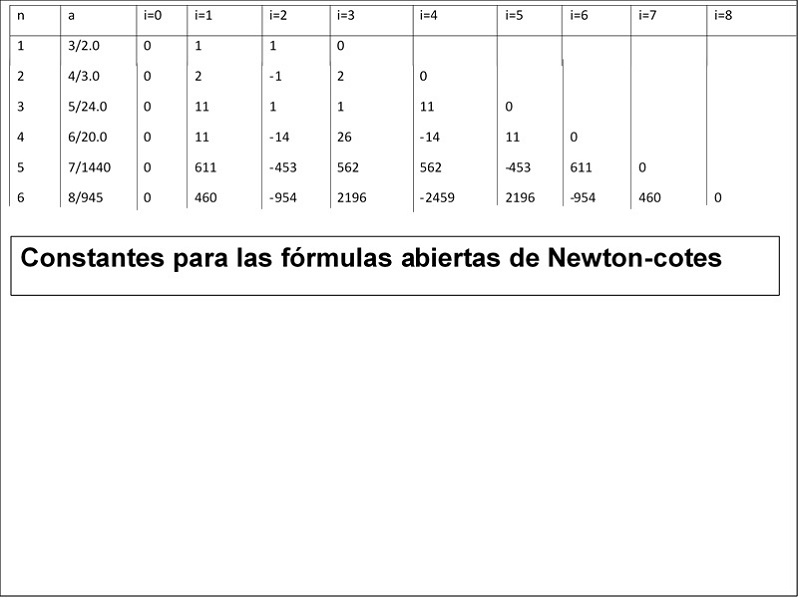 n a i=0 i=1 i=2 i=3 i=4 i=5 i=6 i=7 i=8
1 3/2.0 0 1 1 0
2 4/3.0 0 2 -1 2 0
3 5/24.0 0 11 1 1 11 0
4 6/20.0 0 11 -14 26 -14 11 0
5 7/1440 0 611 -453 562 562 -453 611 0
6 8/945 0 460 -954 2196 -2459 2196 -954 460 0
Constantes para las fórmulas abiertas de Newton-cotes